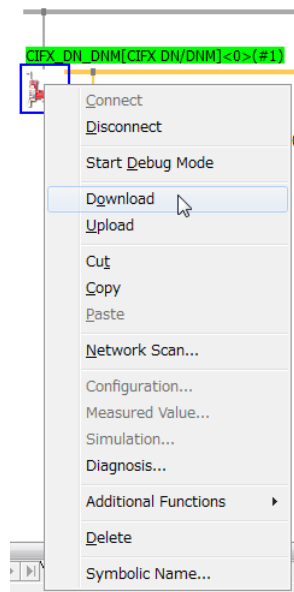 CIFX_DN_DNM[CIFX DN/DNM]<0>(#1)
Connect
Disconnect
Start Debug Mode
Download
Upload
Cut
Copy
Paste
Network Scan...
Configuration...
Measured Value...
Simulation...
Diagnosis...
Additional Functions
Delete
Symbolic Name...